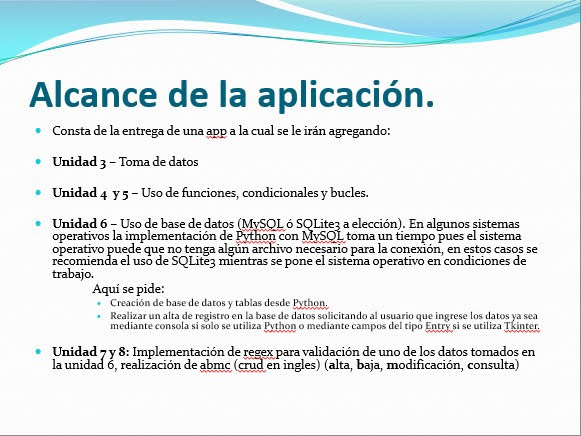 Alcance de la aplicación.
Consta de la entrega de una app a la cual se le irán agregando:
Unidad 3 – Toma de datos
Unidad 4 y 5 – Uso de funciones, condicionales y bucles.
Unidad 6 – Uso de base de datos (MySQL ó SQLite3 a elección). En algunos sistemas
operativos la implementación de Python con MySQL toma un tiempo pues el sistema
operativo puede que no tenga algún archivo necesario para la conexión, en estos casos se
recomienda el uso de SQLite3 mientras se pone el sistema operativo en condiciones de
trabajo.
Aquí se pide:
Creación de base de datos y tablas desde Python.
Realizar un alta de registro en la base de datos solicitando al usuario que ingrese los datos ya sea
mediante consola si solo se utiliza Python o mediante campos del tipo Entry si se utiliza Tkinter.
Unidad 7 y 8: Implementación de regex para validación de uno de los datos tomados en
la unidad 6, realización de abmc (crud en ingles) (alta, baja, modificación, consulta)